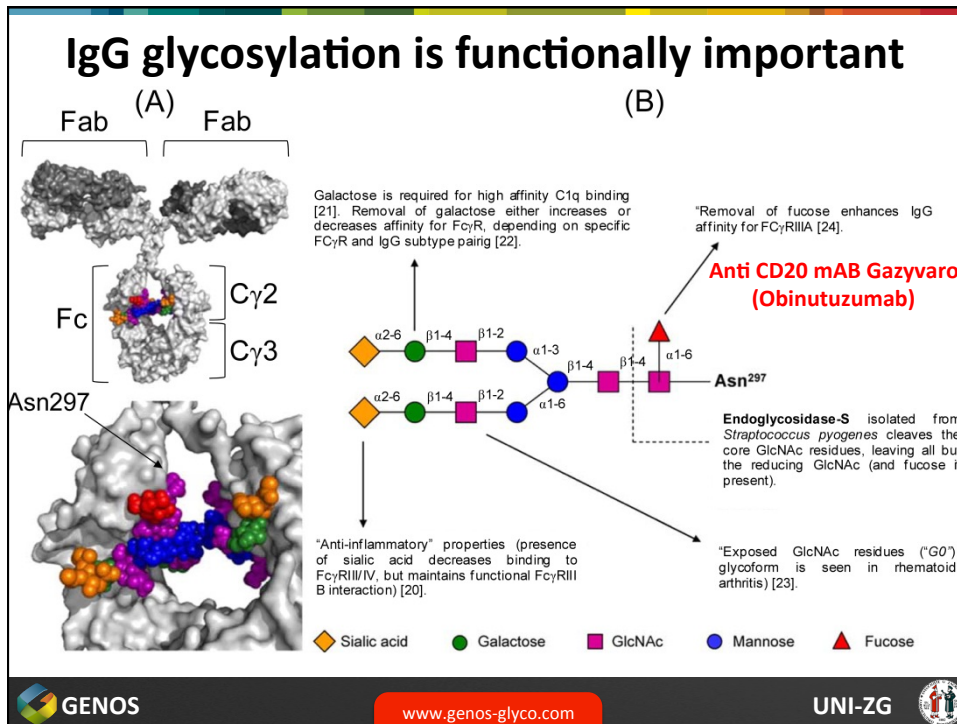 IgG glycosylation is functionally important
(A)
(B)
Fab
Fab
Fc
Cγ2
Cγ3
Asn297
Galactose is required for high affinity C1q binding
[21]. Removal of galactose either increases or
decreases affinity for FcγR, depending on specific
FCγR and IgG subtype pairig [22].
"Removal of fucose enhances IgG
affinity for FCγRIIIA [24].
Anti CD20 mAB Gazyvaro
(Obinutuzumab)
α2-6
β1-4
β1-2
α1-3
β1-4
β1-4
α1-6
Asn²⁹⁷
α2-6
β1-4
β1-2
α1-6
Endoglycosidase-S isolated from
Straptococcus pyogenes cleaves the
core GlcNAc residues, leaving all bu
the reducing GlcNAc (and fucose i
present).
"Anti-inflammatory" properties (presence
of sialic acid decreases binding to
FcγRIII/IV, but maintains functional FcγRIII
B interaction) [20].
"Exposed GlcNAc residues ("G0")
glycoform is seen in rhematoid
arthritis) [23].
Sialic acid
Galactose
GlcNAc
Mannose
Fucose
GENOS
www.genos-glyco.com
UNI-ZG